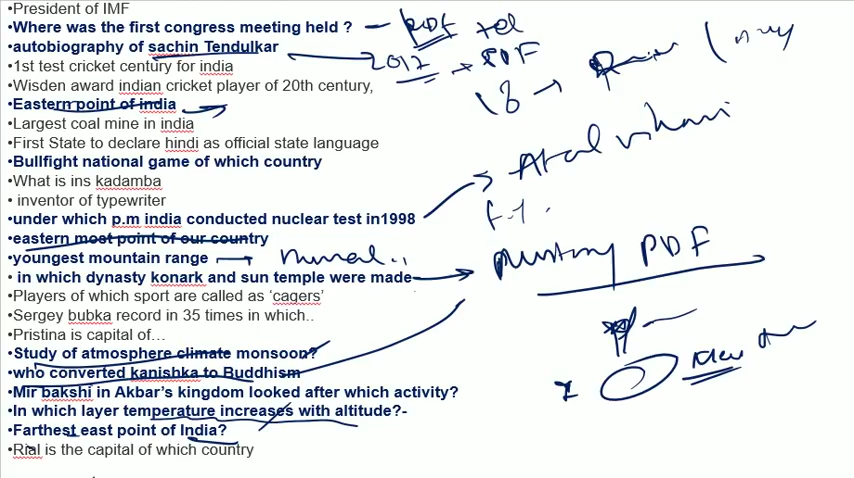 •President of IMF
•Where was the first congress meeting held ? PDF
•autobiography of sachin Tendulkar 2017 → PDF
•1st test cricket century for india
•Wisden award indian cricket player of 20th century, 18 →
•Eastern point of india
•Largest coal mine in india
•First State to declare hindi as official state language
•Bullfight national game of which country Atal vihari
•What is ins kadamba
• inventor of typewriter
•under which p.m india conducted nuclear test in1998
•eastern most point of our country
•youngest mountain range PDF
• in which dynasty konark and sun temple were made
•Players of which sport are called as ‘cagers’
•Sergey bubka record in 35 times in which..
•Pristina is capital of…
•Study of atmosphere climate monsoon?
•who converted kanishka to Buddhism
•Mir bakshi in Akbar’s kingdom looked after which activity?
•In which layer temperature increases with altitude?-
•Farthest east point of India?
•Rial is the capital of which country